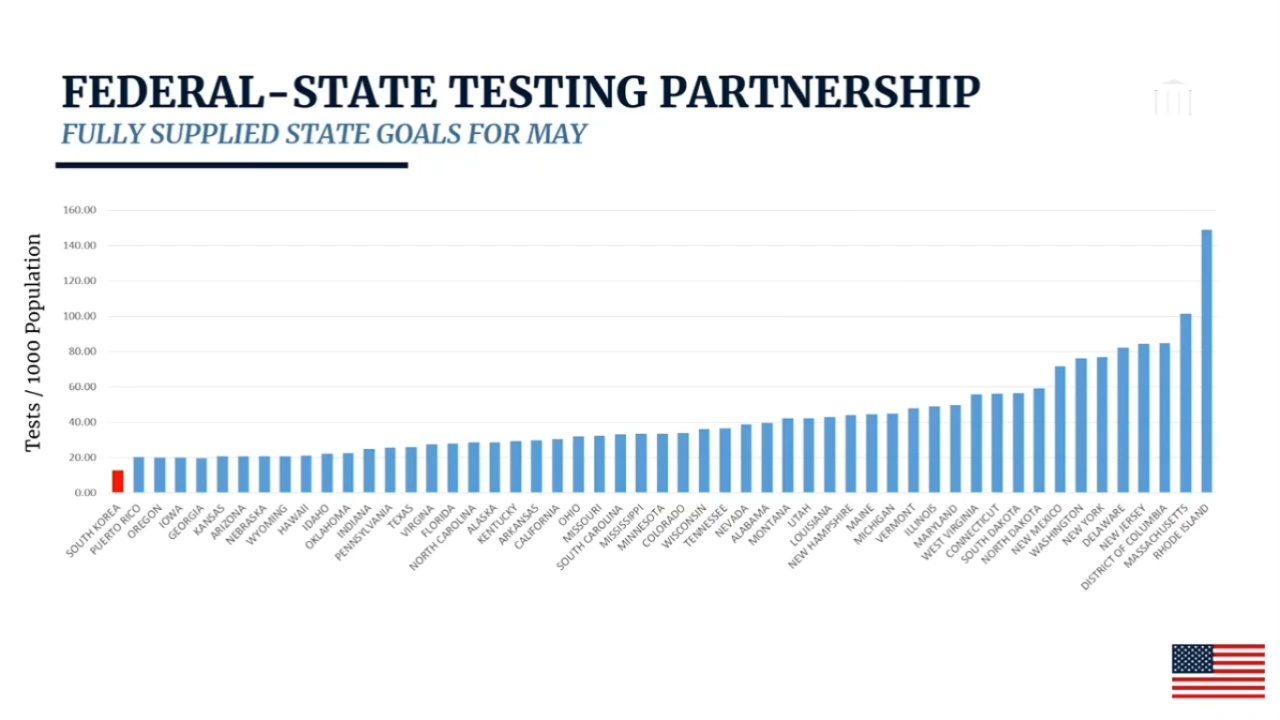 FEDERAL-STATE TESTING PARTNERSHIP
FULLY SUPPLIED STATE GOALS FOR MAY
Tests / 1000 Population
160.00
140.00
120.00
100.00
80.00
60.00
40.00
20.00
0.00
SOUTH KOREA
PUERTO RICO
OREGON
IOWA
GEORGIA
KANSAS
ARIZONA
NEBRASKA
WYOMING
HAWAII
IDAHO
OKLAHOMA
INDIANA
PENNSYLVANIA
TEXAS
VIRGINA
FLORIDA
NORTH CAROLINA
ALASKA
KENTUCKY
ARKANSAS
CALIFORNIA
OHIO
MISSOURI
SOUTH CAROLINA
MISSISSIPPI
MINNESOTA
COLORADO
WISCONSIN
TENNESSEE
NEVADA
ALABAMA
MONTANA
UTAH
LOUISIANA
NEW HAMPSHIRE
MAINE
MICHIGAN
VERMONT
ILLINOIS
MARYLAND
WEST VIRGINIA
CONNECTICUT
SOUTH DAKOTA
NORTH DAKOTA
NEW MEXICO
WASHINGTON
NEW YORK
DELAWARE
NEW JERSEY
DISTRICT OF COLUMBIA
MASSACHUSETTS
RHODE ISLAND